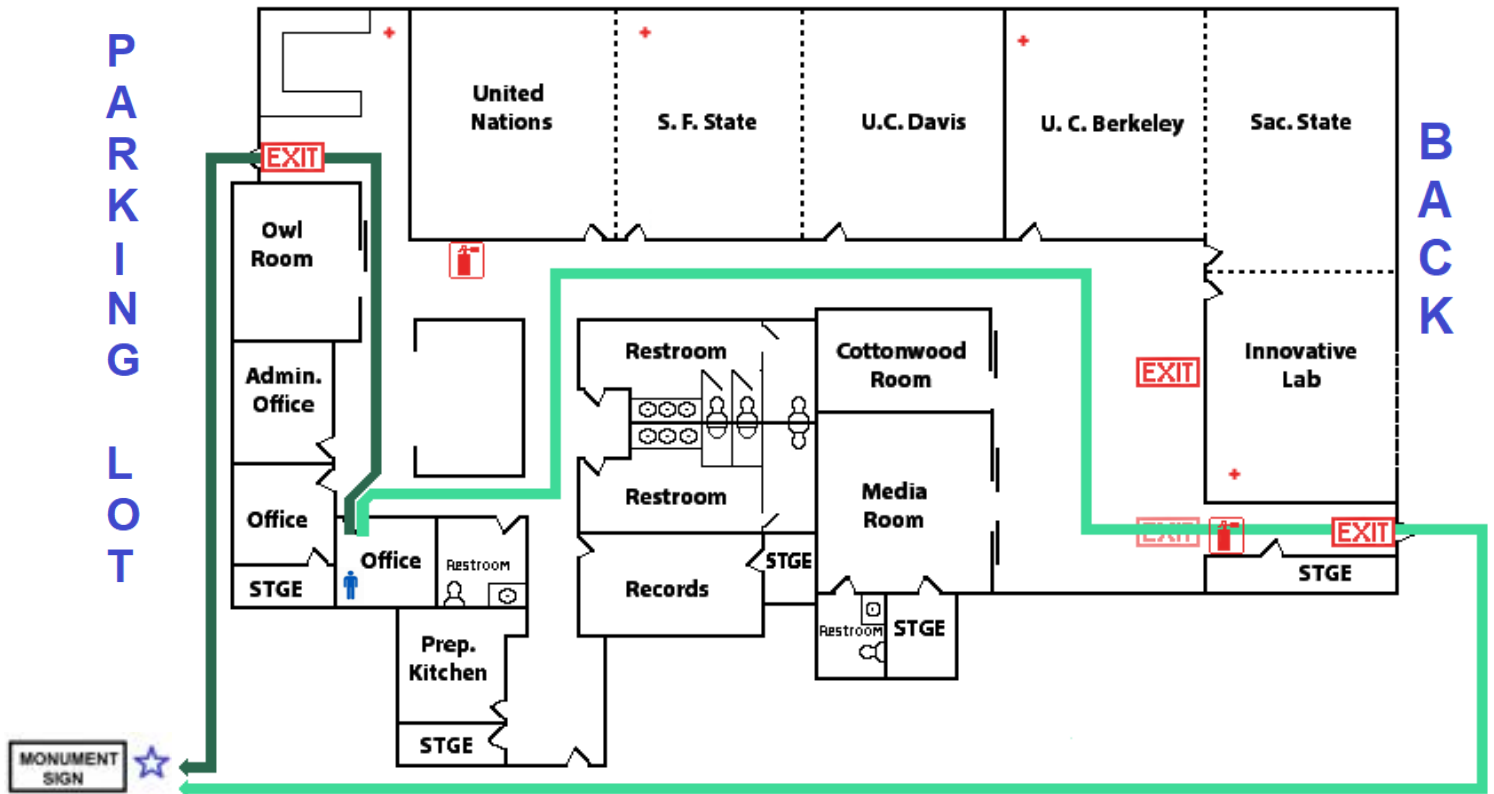 PARKING LOT
BACK
United
Nations
S. F. State
U.C. Davis
U. C. Berkeley
Sac. State
EXIT
Owl
Room
Admin.
Office
Office
STGE
Office
Restroom
Prep.
Kitchen
STGE
Restroom
Restroom
Records
STGE
Cottonwood
Room
Media
Room
Restroom
STGE
EXIT
Innovative
Lab
EXIT
EXIT
STGE
MONUMENT
SIGN